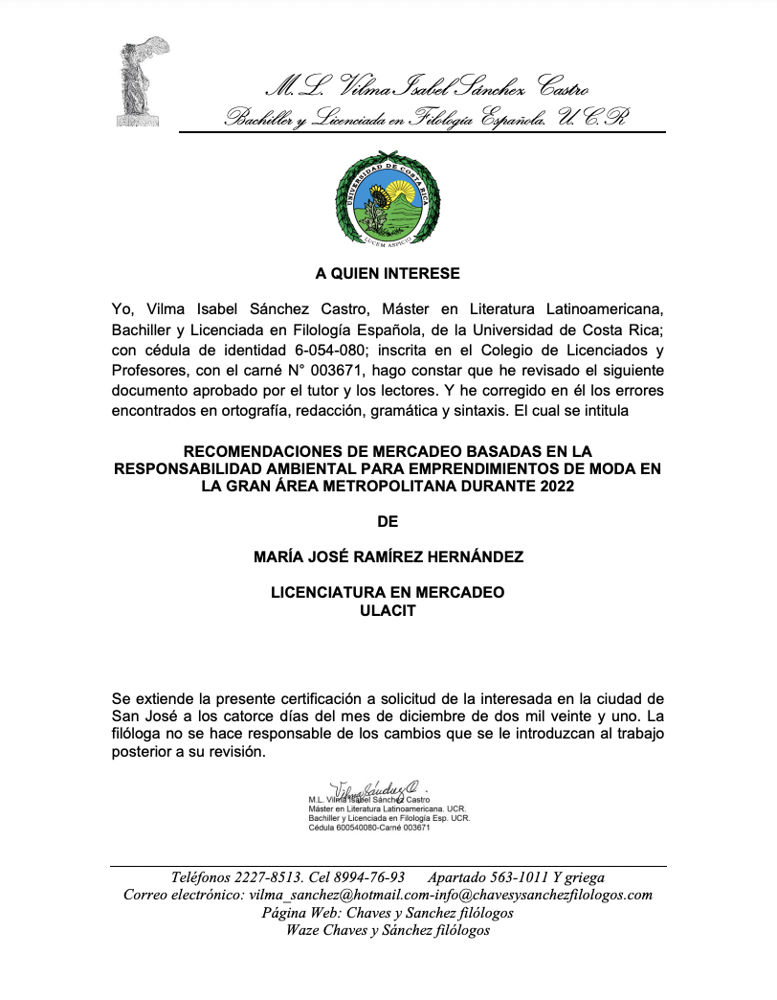 M. L. Vilma Isabel Sánchez Castro
Bachiller y Licenciada en Filología Española. U. C. R
UNIVERSIDAD DE COSTA RICA
LUCEM ASPICIO
A QUIEN INTERESE
Yo, Vilma Isabel Sánchez Castro, Máster en Literatura Latinoamericana,
Bachiller y Licenciada en Filología Española, de la Universidad de Costa Rica;
con cédula de identidad 6-054-080; inscrita en el Colegio de Licenciados y
Profesores, con el carné N° 003671, hago constar que he revisado el siguiente
documento aprobado por el tutor y los lectores. Y he corregido en él los errores
encontrados en ortografía, redacción, gramática y sintaxis. El cual se intitula
RECOMENDACIONES DE MERCADEO BASADAS EN LA
RESPONSABILIDAD AMBIENTAL PARA EMPRENDIMIENTOS DE MODA EN
LA GRAN ÁREA METROPOLITANA DURANTE 2022
DE
MARÍA JOSÉ RAMÍREZ HERNÁNDEZ
LICENCIATURA EN MERCADEO
ULACIT
Se extiende la presente certificación a solicitud de la interesada en la ciudad de
San José a los catorce días del mes de diciembre de dos mil veinte y uno. La
filóloga no se hace responsable de los cambios que se le introduzcan al trabajo
posterior a su revisión.
Vilma Sánchez C.
M.L. Vilma Isabel Sánchez Castro
Máster en Literatura Latinoamericana. UCR.
Bachiller y Licenciada en Filología Esp. UCR.
Cédula 600540080-Carné 003671
Teléfonos 2227-8513. Cel 8994-76-93 Apartado 563-1011 Y griega
Correo electrónico: vilma_sanchez@hotmail.com-info@chavesysanchezfilologos.com
Página Web: Chaves y Sanchez filólogos
Waze Chaves y Sánchez filólogos